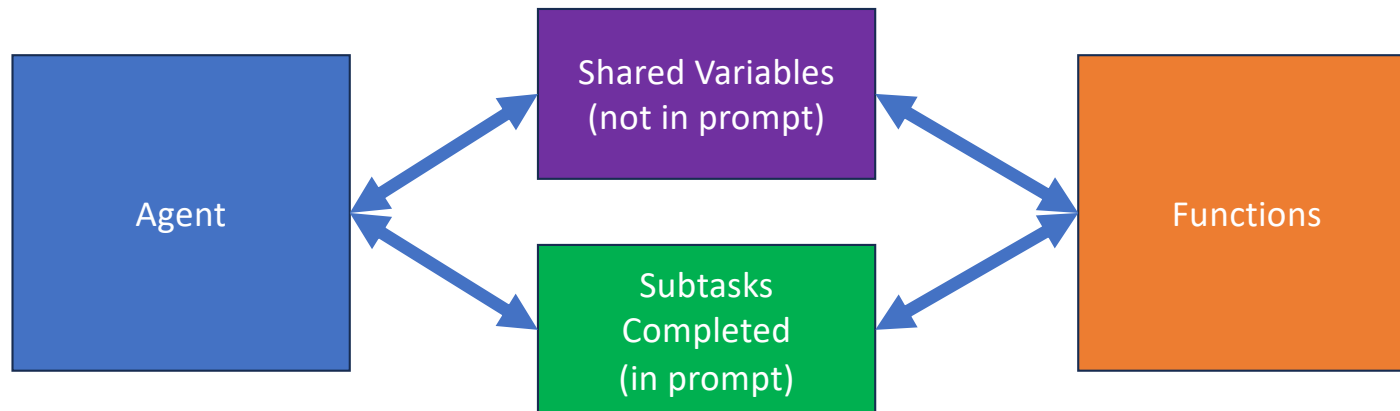 Agent
Shared Variables
(not in prompt)
Subtasks
Completed
(in prompt)
Functions